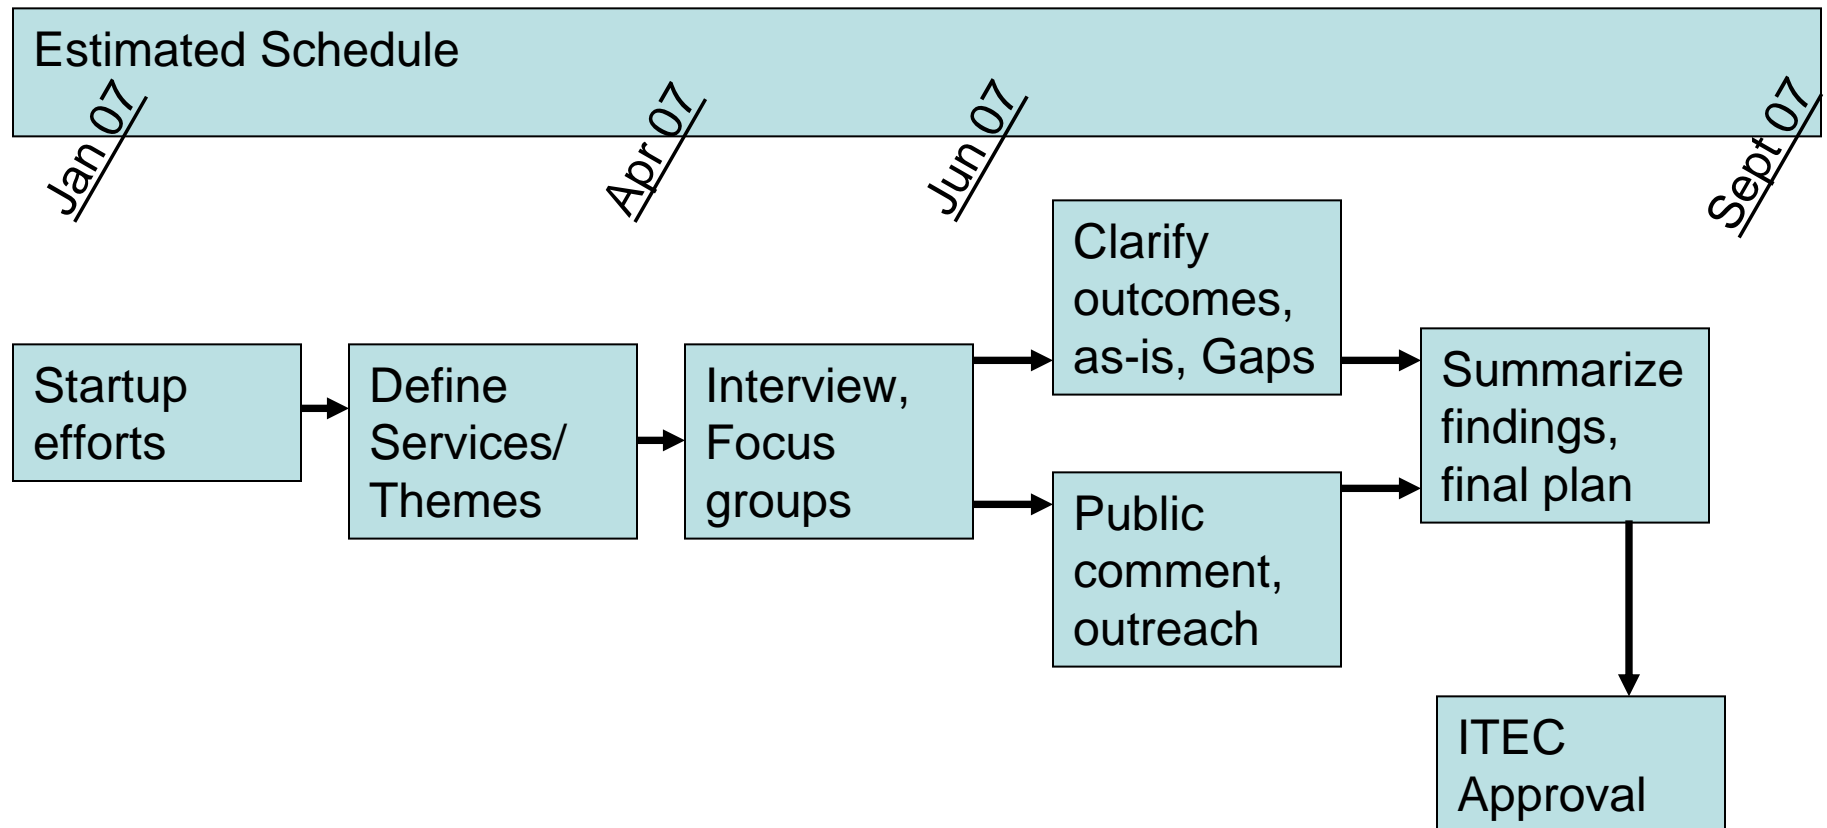 Estimated Schedule
Jan 07
Apr 07
Jun 07
Sept 07
Startup
efforts
Define
Services/
Themes
Interview,
Focus
groups
Clarify
outcomes,
as-is, Gaps
Public
comment,
outreach
Summarize
findings,
final plan
ITEC
Approval